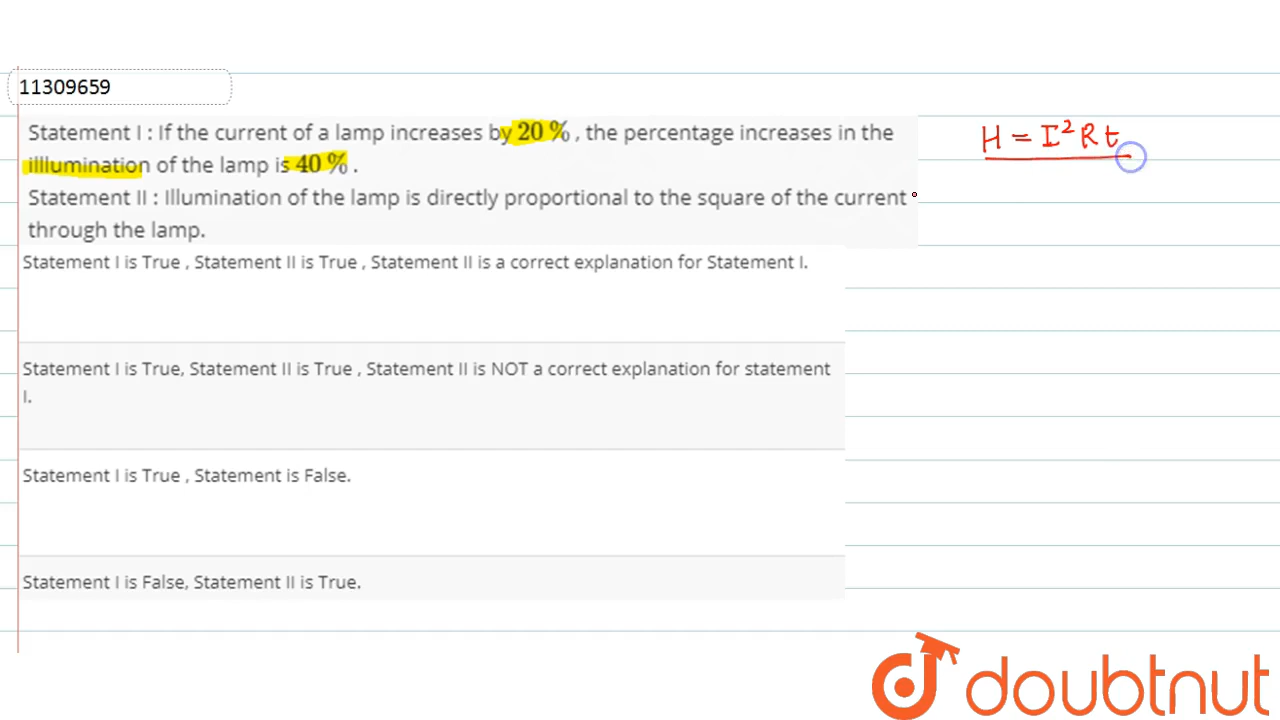 11309659
Statement I : If the current of a lamp increases by 20 % , the percentage increases in the
H = I² R t
illlumination of the lamp is 40 % .
Statement II : Illumination of the lamp is directly proportional to the square of the current
through the lamp.
Statement I is True , Statement II is True , Statement II is a correct explanation for Statement I.
Statement I is True, Statement II is True , Statement II is NOT a correct explanation for statement
I.
Statement I is True , Statement is False.
Statement I is False, Statement II is True.
doubtnut